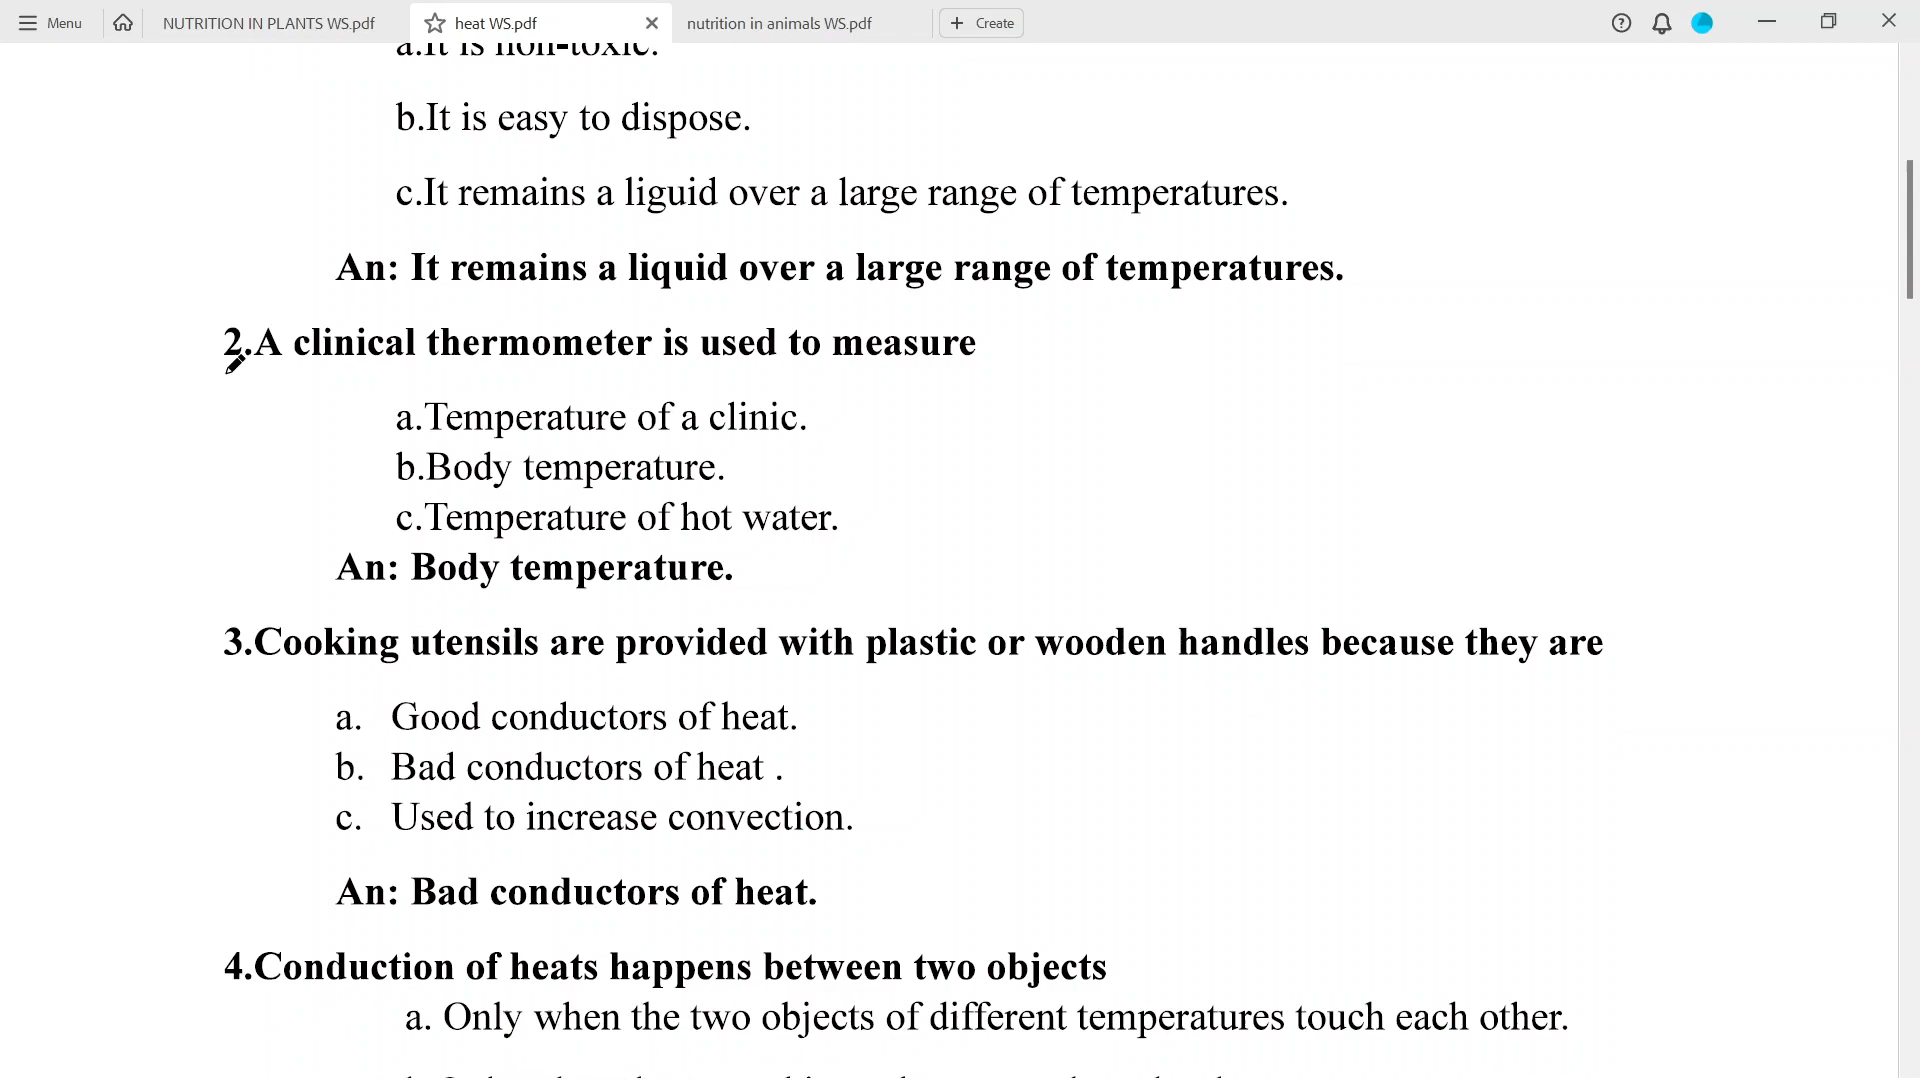 Menu NUTRITION IN PLANTS WS.pdf heat WS.pdf nutrition in animals WS.pdf + Create
a.It is non-toxic.
b.It is easy to dispose.
c.It remains a liguid over a large range of temperatures.
An: It remains a liquid over a large range of temperatures.
2.A clinical thermometer is used to measure
a.Temperature of a clinic.
b.Body temperature.
c.Temperature of hot water.
An: Body temperature.
3.Cooking utensils are provided with plastic or wooden handles because they are
a. Good conductors of heat.
b. Bad conductors of heat .
c. Used to increase convection.
An: Bad conductors of heat.
4.Conduction of heats happens between two objects
a. Only when the two objects of different temperatures touch each other.